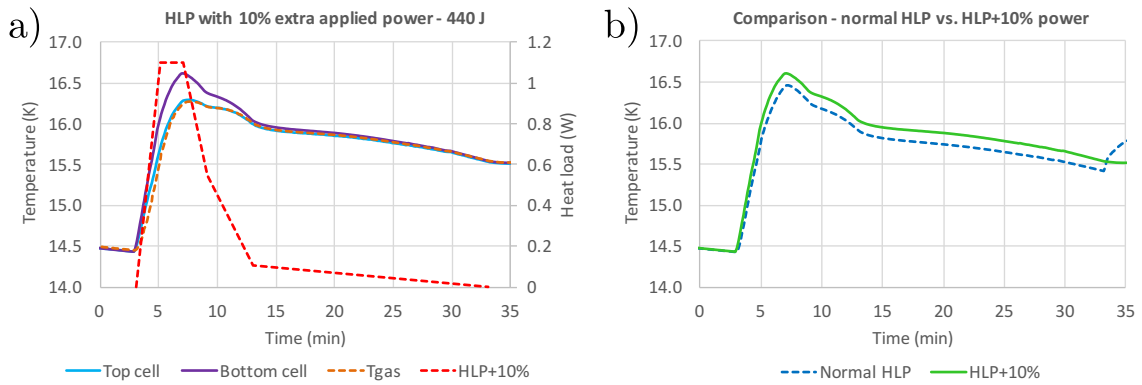 a)
HLP with 10% extra applied power - 440 J
17.0
16.5
16.0
15.5
15.0
14.5
14.0
Temperature (K)
1.2
1
0.8
0.6
0.4
0.2
0
Heat load (W)
0 5 10 15 20 25 30 35
Time (min)
Top cell Bottom cell Tgas HLP+10%
b)
Comparison - normal HLP vs. HLP+10% power
17.0
16.5
16.0
15.5
15.0
14.5
14.0
Temperature (K)
0 5 10 15 20 25 30 35
Time (min)
Normal HLP HLP+10%